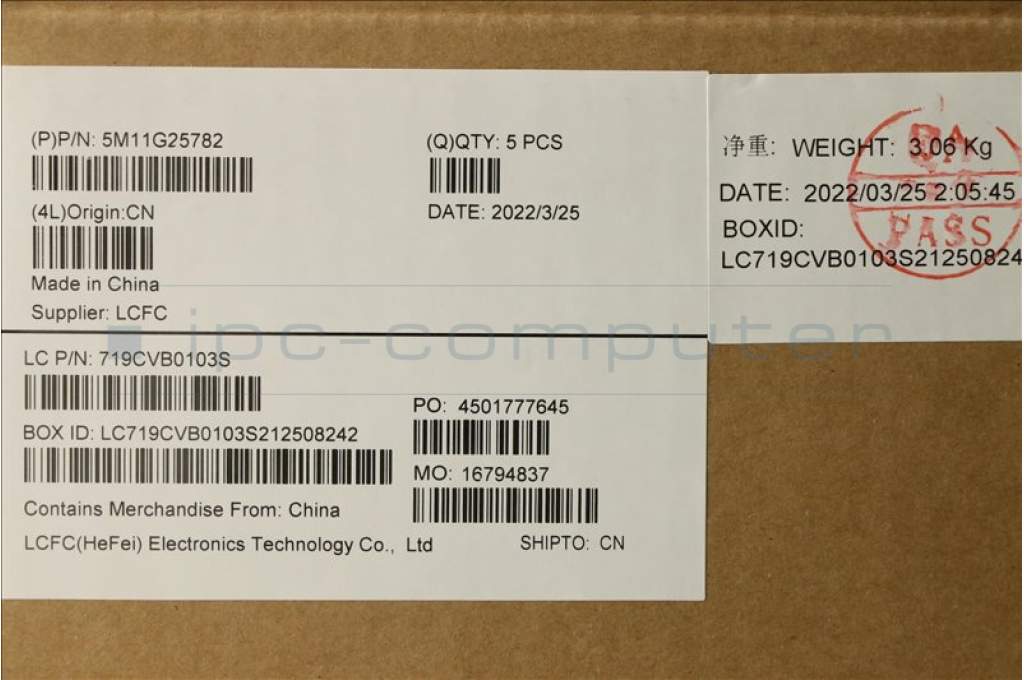 (P)P/N: 5M11G25782
(Q)QTY: 5 PCS
(4L)Origin:CN
DATE: 2022/3/25
Made in China
Supplier: LCFC
净重: WEIGHT: 3.06 Kg
DATE: 2022/03/25 2:05:45
BOXID:
LC719CVB0103S21250824
QA
PASS
ipc-computer
LC P/N: 719CVB0103S
PO: 4501777645
BOX ID: LC719CVB0103S212508242
MO: 16794837
Contains Merchandise From: China
LCFC(HeFei) Electronics Technology Co., Ltd
SHIPTO: CN